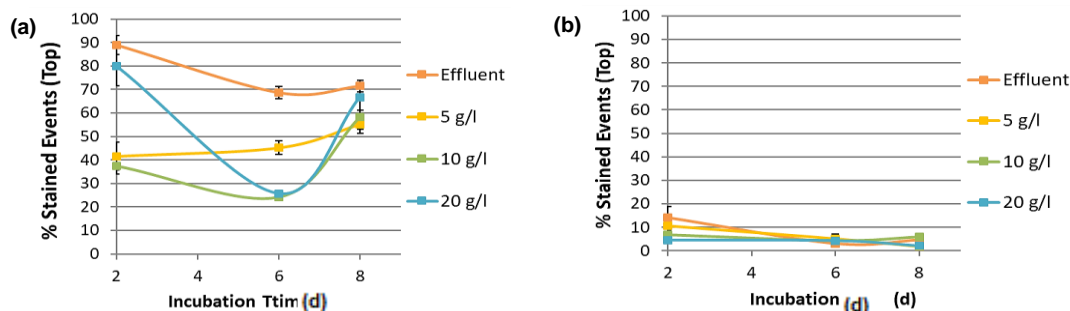 (a)
% Stained Events (Top)
100
90
80
70
60
50
40
30
20
10
0
2 4 6 8
Incubation Ttim (d)
Effluent
5 g/l
10 g/l
20 g/l
(b)
% Stained Events (Top)
100
90
80
70
60
50
40
30
20
10
0
2 4 6 8
Incubation (d) (d)
Effluent
5 g/l
10 g/l
20 g/l